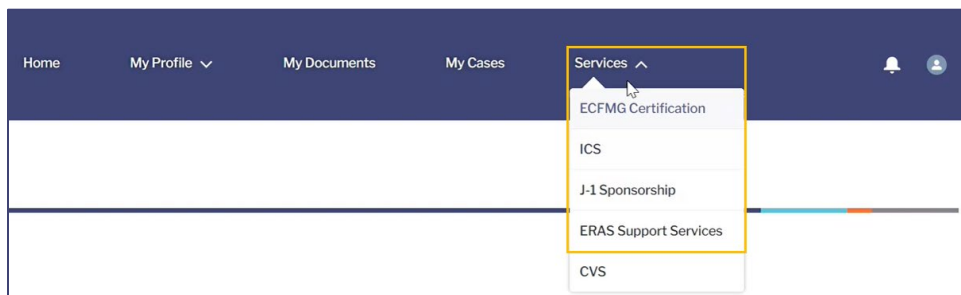 Home My Profile My Documents My Cases Services
ECFMG Certification
ICS
J-1 Sponsorship
ERAS Support Services
CVS